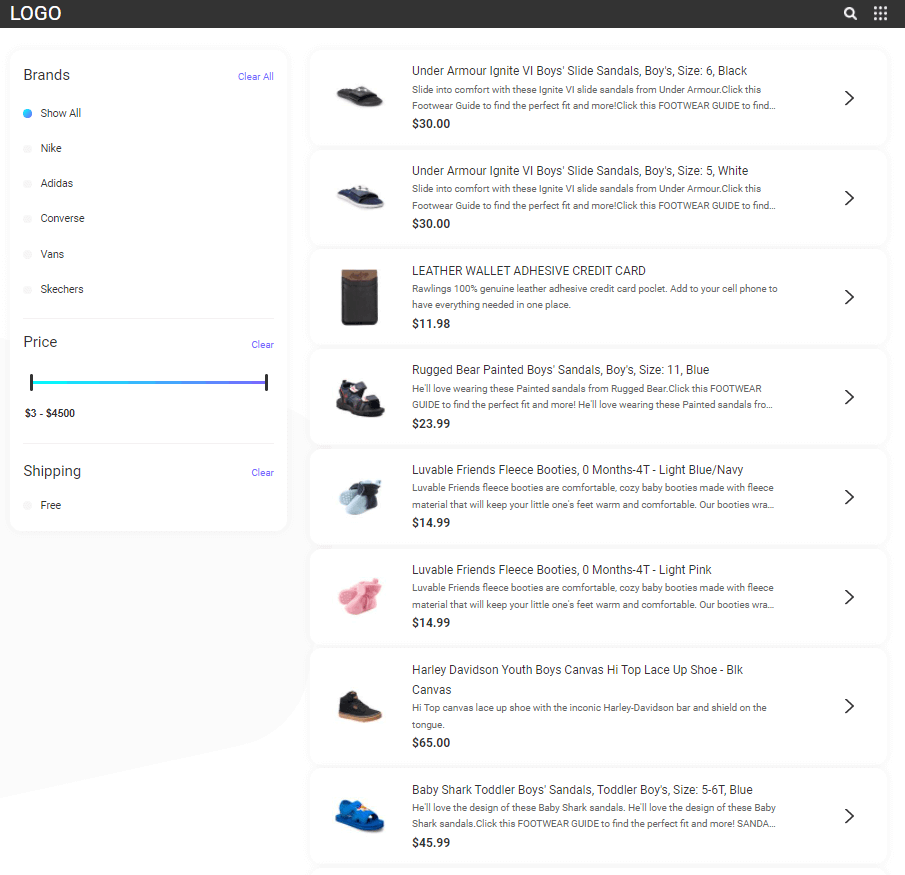 LOGO
Brands
Clear All
Show All
Nike
Adidas
Converse
Vans
Skechers
Price
Clear
$3 - $4500
Shipping
Clear
Free
Under Armour Ignite VI Boys' Slide Sandals, Boy's, Size: 6, Black
Slide into comfort with these Ignite VI slide sandals from Under Armour.Click this
Footwear Guide to find the perfect fit and more!Click this FOOTWEAR GUIDE to find...
$30.00
Under Armour Ignite VI Boys' Slide Sandals, Boy's, Size: 5, White
Slide into comfort with these Ignite VI slide sandals from Under Armour.Click this
Footwear Guide to find the perfect fit and more!Click this FOOTWEAR GUIDE to find...
$30.00
LEATHER WALLET ADHESIVE CREDIT CARD
Rawlings 100% genuine leather adhesive credit card poclet. Add to your cell phone to
have everything needed in one place.
$11.98
Rugged Bear Painted Boys' Sandals, Boy's, Size: 11, Blue
He'll love wearing these Painted sandals from Rugged Bear.Click this FOOTWEAR
GUIDE to find the perfect fit and more! He'll love wearing these Painted sandals fro...
$23.99
Luvable Friends Fleece Booties, 0 Months-4T - Light Blue/Navy
Luvable Friends fleece booties are comfortable, cozy baby booties made with fleece
material that will keep your little one's feet warm and comfortable. Our booties wra...
$14.99
Luvable Friends Fleece Booties, 0 Months-4T - Light Pink
Luvable Friends fleece booties are comfortable, cozy baby booties made with fleece
material that will keep your little one's feet warm and comfortable. Our booties wra...
$14.99
Harley Davidson Youth Boys Canvas Hi Top Lace Up Shoe - Blk
Canvas
Hi Top canvas lace up shoe with the inconic Harley-Davidson bar and shield on the
tongue.
$65.00
Baby Shark Toddler Boys' Sandals, Toddler Boy's, Size: 5-6T, Blue
He'll love the design of these Baby Shark sandals. He'll love the design of these Baby
Shark sandals.Click this FOOTWEAR GUIDE to find the perfect fit and more! SANDA...
$45.99